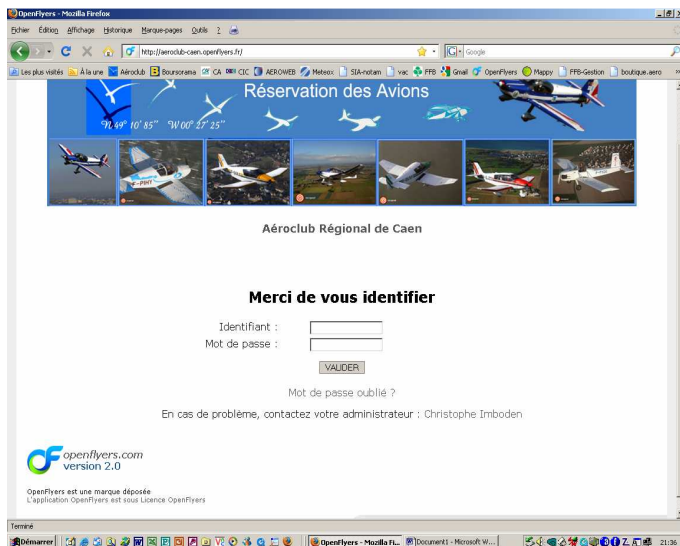 OpenFlyers - Mozilla Firefox
Fichier Édition Affichage Historique Marque-pages Outils ?
http://aeroclub-caen.openflyers.fr/
Google
Les plus visités À la une Aéroclub Boursorama CA CIC AEROWEB Meteox SIA-notam vac FFB Gmail OpenFlyers Mappy FFB-Gestion boutique.aero
Réservation des Avions
N 49° 10' 85" W 00° 27' 25"
F-PIHY
Aéroclub Régional de Caen
Merci de vous identifier
Identifiant :
Mot de passe :
VALIDER
Mot de passe oublié ?
En cas de problème, contactez votre administrateur : Christophe Imboden
openflyers.com
version 2.0
OpenFlyers est une marque déposée
L'application OpenFlyers est sous Licence OpenFlyers
Terminé
Démarrer OpenFlyers - Mozilla Fi... Document1 - Microsoft W... 21:36